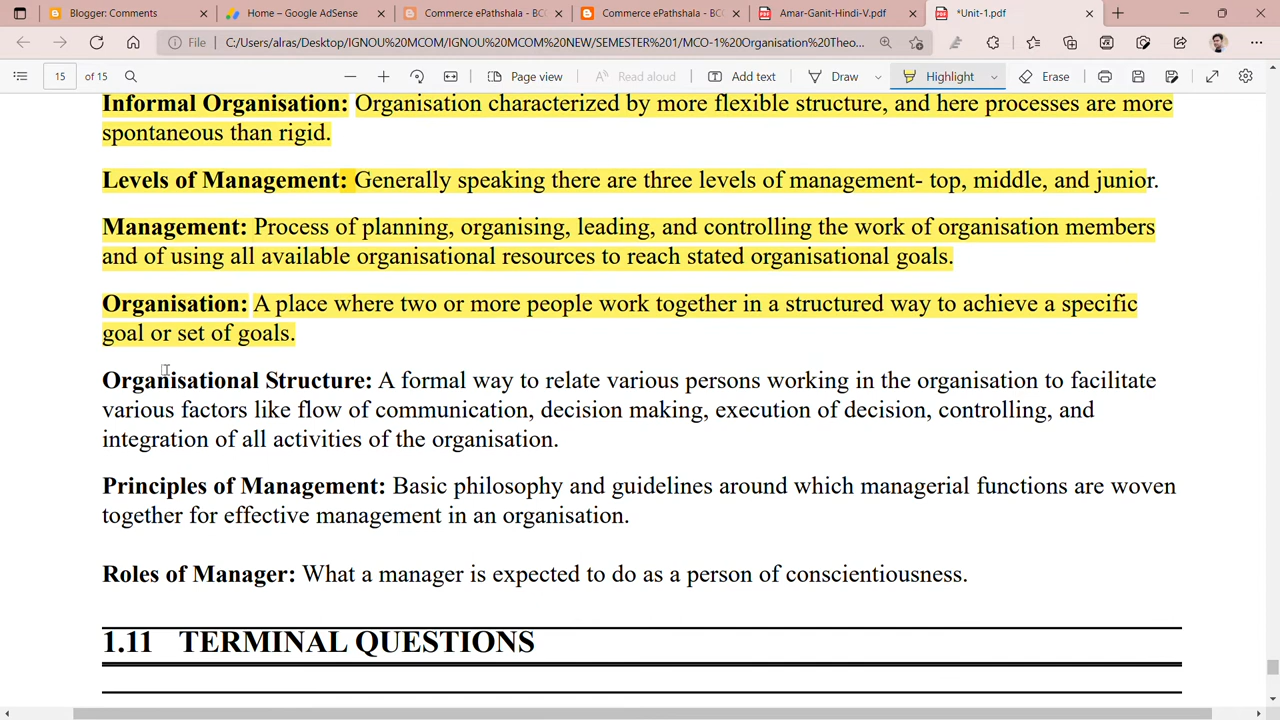 Blogger: Comments
Home – Google AdSense
Commerce ePathshala - BCC
Commerce ePathshala - BCC
Amar-Ganit-Hindi-V.pdf
*Unit-1.pdf
File
C:/Users/alras/Desktop/IGNOU%20MCOM/IGNOU%20MCOM%20NEW/SEMESTER%201/MCO-1%20Organisation%20Theo...
15 of 15
Page view
Read aloud
Add text
Draw
Highlight
Erase
Informal Organisation: Organisation characterized by more flexible structure, and here processes are more
spontaneous than rigid.
Levels of Management: Generally speaking there are three levels of management- top, middle, and junior.
Management: Process of planning, organising, leading, and controlling the work of organisation members
and of using all available organisational resources to reach stated organisational goals.
Organisation: A place where two or more people work together in a structured way to achieve a specific
goal or set of goals.
Organisational Structure: A formal way to relate various persons working in the organisation to facilitate
various factors like flow of communication, decision making, execution of decision, controlling, and
integration of all activities of the organisation.
Principles of Management: Basic philosophy and guidelines around which managerial functions are woven
together for effective management in an organisation.
Roles of Manager: What a manager is expected to do as a person of conscientiousness.
1.11 TERMINAL QUESTIONS